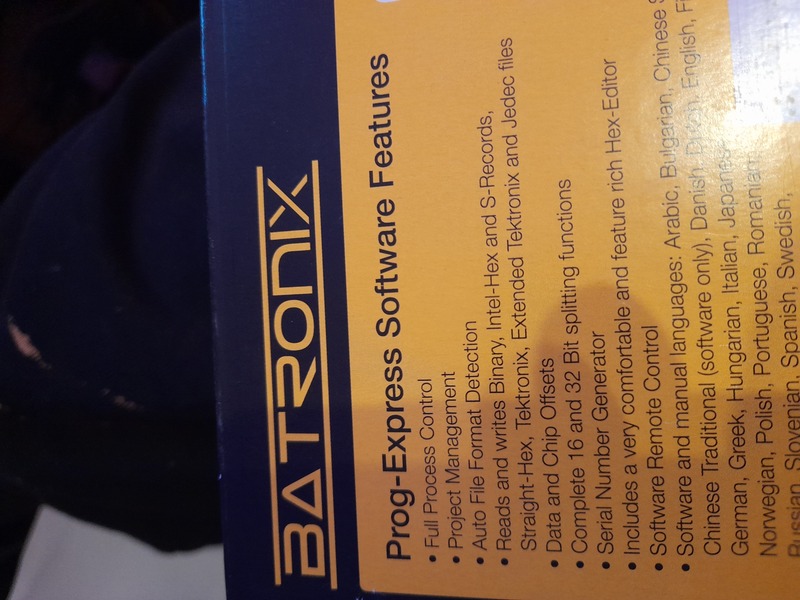 BATRONIX
Prog-Express Software Features
• Full Process Control
• Project Management
• Auto File Format Detection
• Reads and writes Binary, Intel-Hex and S-Records,
Straight-Hex, Tektronix, Extended Tektronix and Jedec files
• Data and Chip Offsets
• Complete 16 and 32 Bit splitting functions
• Serial Number Generator
• Includes a very comfortable and feature rich Hex-Editor
• Software Remote Control
• Software and manual languages: Arabic, Bulgarian, Chinese
Chinese Traditional (software only), Danish, Dutch, English,
German, Greek, Hungarian, Italian, Japanese,
Norwegian, Polish, Portuguese, Romanian,
Russian, Slovenian, Spanish, Swedish,